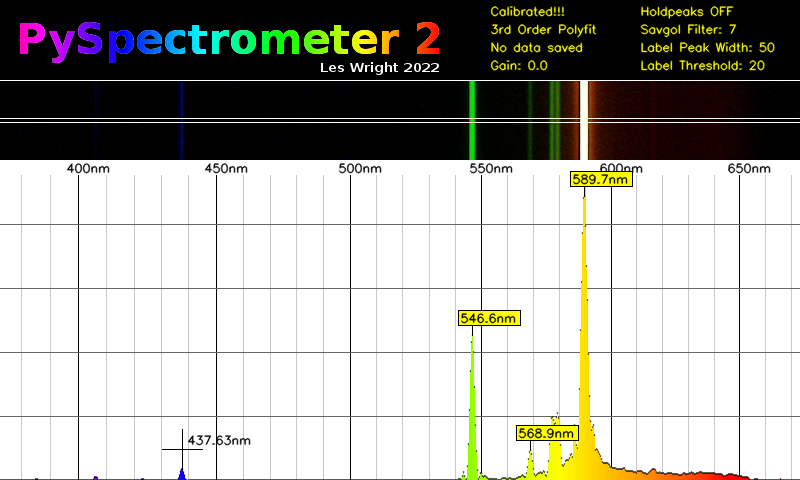 PySpectrometer 2
Les Wright 2022
Calibrated!!!
3rd Order Polyfit
No data saved
Gain: 0.0
Holdpeaks OFF
Savgol Filter: 7
Label Peak Width: 50
Label Threshold: 20
400nm 450nm 500nm 550nm 600nm 650nm
589.7nm
546.6nm
568.9nm
437.63nm